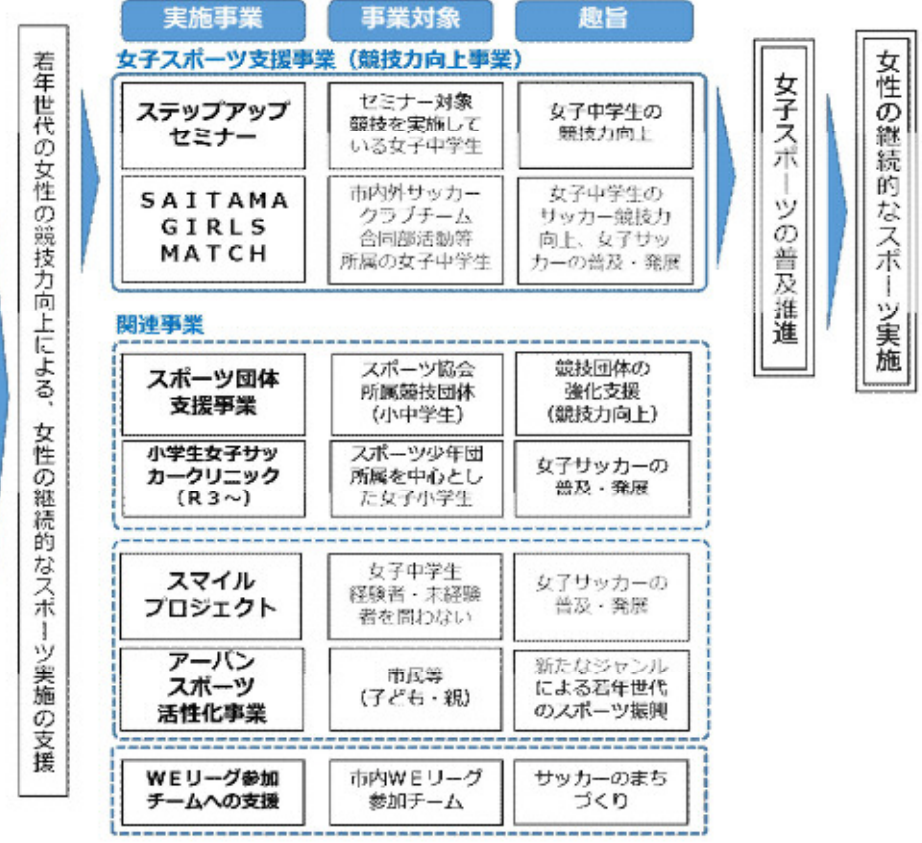 若年世代の女性の競技力向上による、女性の継続的なスポーツ実施の支援
実施事業
事業対象
趣旨
女子スポーツ支援事業（競技力向上事業）
ステップアップ
セミナー
セミナー対象
競技を実施して
いる女子中学生
女子中学生の
競技力向上
ＳＡＩＴＡＭＡ
ＧＩＲＬＳ
ＭＡＴＣＨ
市内外サッカー
クラブチーム
合同部活動等
所属の女子中学生
女子中学生の
サッカー競技力
向上、女子サッ
カーの普及・発展
関連事業
スポーツ団体
支援事業
スポーツ協会
所属競技団体
(小中学生)
競技団体の
強化支援
(競技力向上)
小学生女子サッ
カークリニック
（Ｒ３～）
スポーツ少年団
所属を中心とし
た女子小学生
女子サッカーの
普及・発展
スマイル
プロジェクト
女子中学生
経験者・未経験
者を問わない
女子サッカーの
普及・発展
アーバン
スポーツ
活性化事業
市民等
(子ども・親)
新たなジャンル
による若年世代
のスポーツ振興
ＷＥリーグ参加
チームへの支援
市内ＷＥリーグ
参加チーム
サッカーのまち
づくり
女子スポーツの普及推進
女性の継続的なスポーツ実施